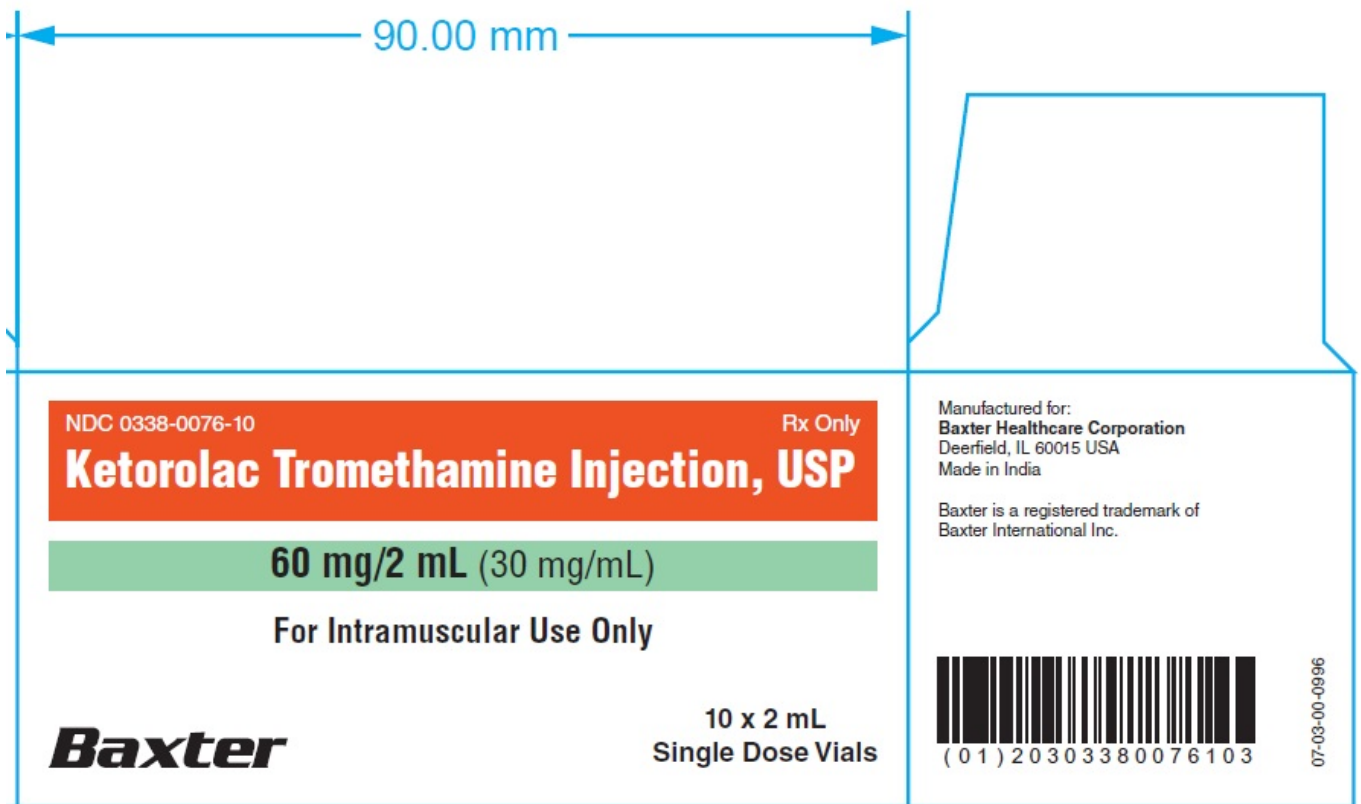 90.00 mm
NDC 0338-0076-10 Rx Only
Ketorolac Tromethamine Injection, USP
60 mg/2 mL (30 mg/mL)
For Intramuscular Use Only
Baxter
10 x 2 mL
Single Dose Vials
Manufactured for:
Baxter Healthcare Corporation
Deerfield, IL 60015 USA
Made in India
Baxter is a registered trademark of
Baxter International Inc.
(01)20303380076103
07-03-00-0996